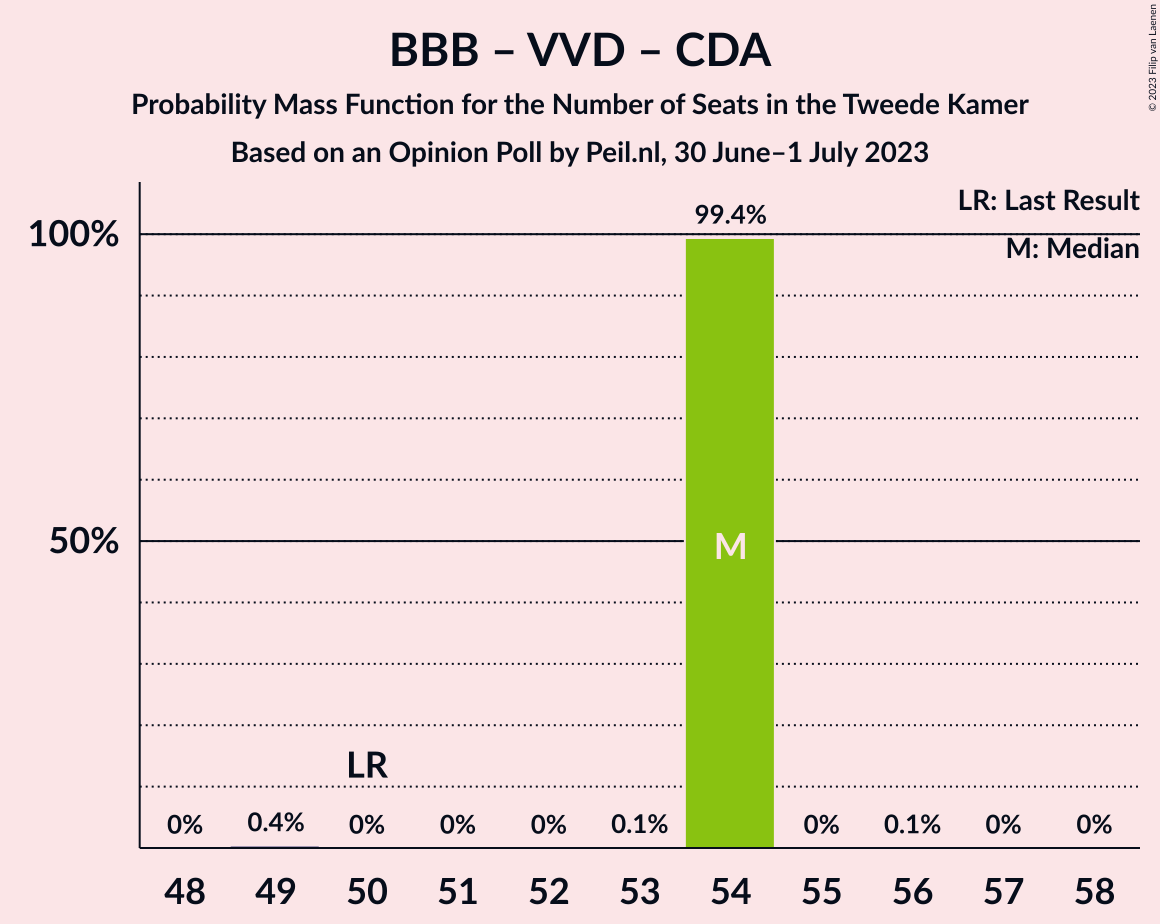 BBB – VVD – CDA
Probability Mass Function for the Number of Seats in the Tweede Kamer
Based on an Opinion Poll by Peil.nl, 30 June–1 July 2023
© 2023 Filip van Laenen
LR: Last Result
M: Median
100%
50%
99.4%
M
LR
0% 0.4% 0% 0% 0% 0.1% 0% 0.1% 0% 0%
48 49 50 51 52 53 54 55 56 57 58